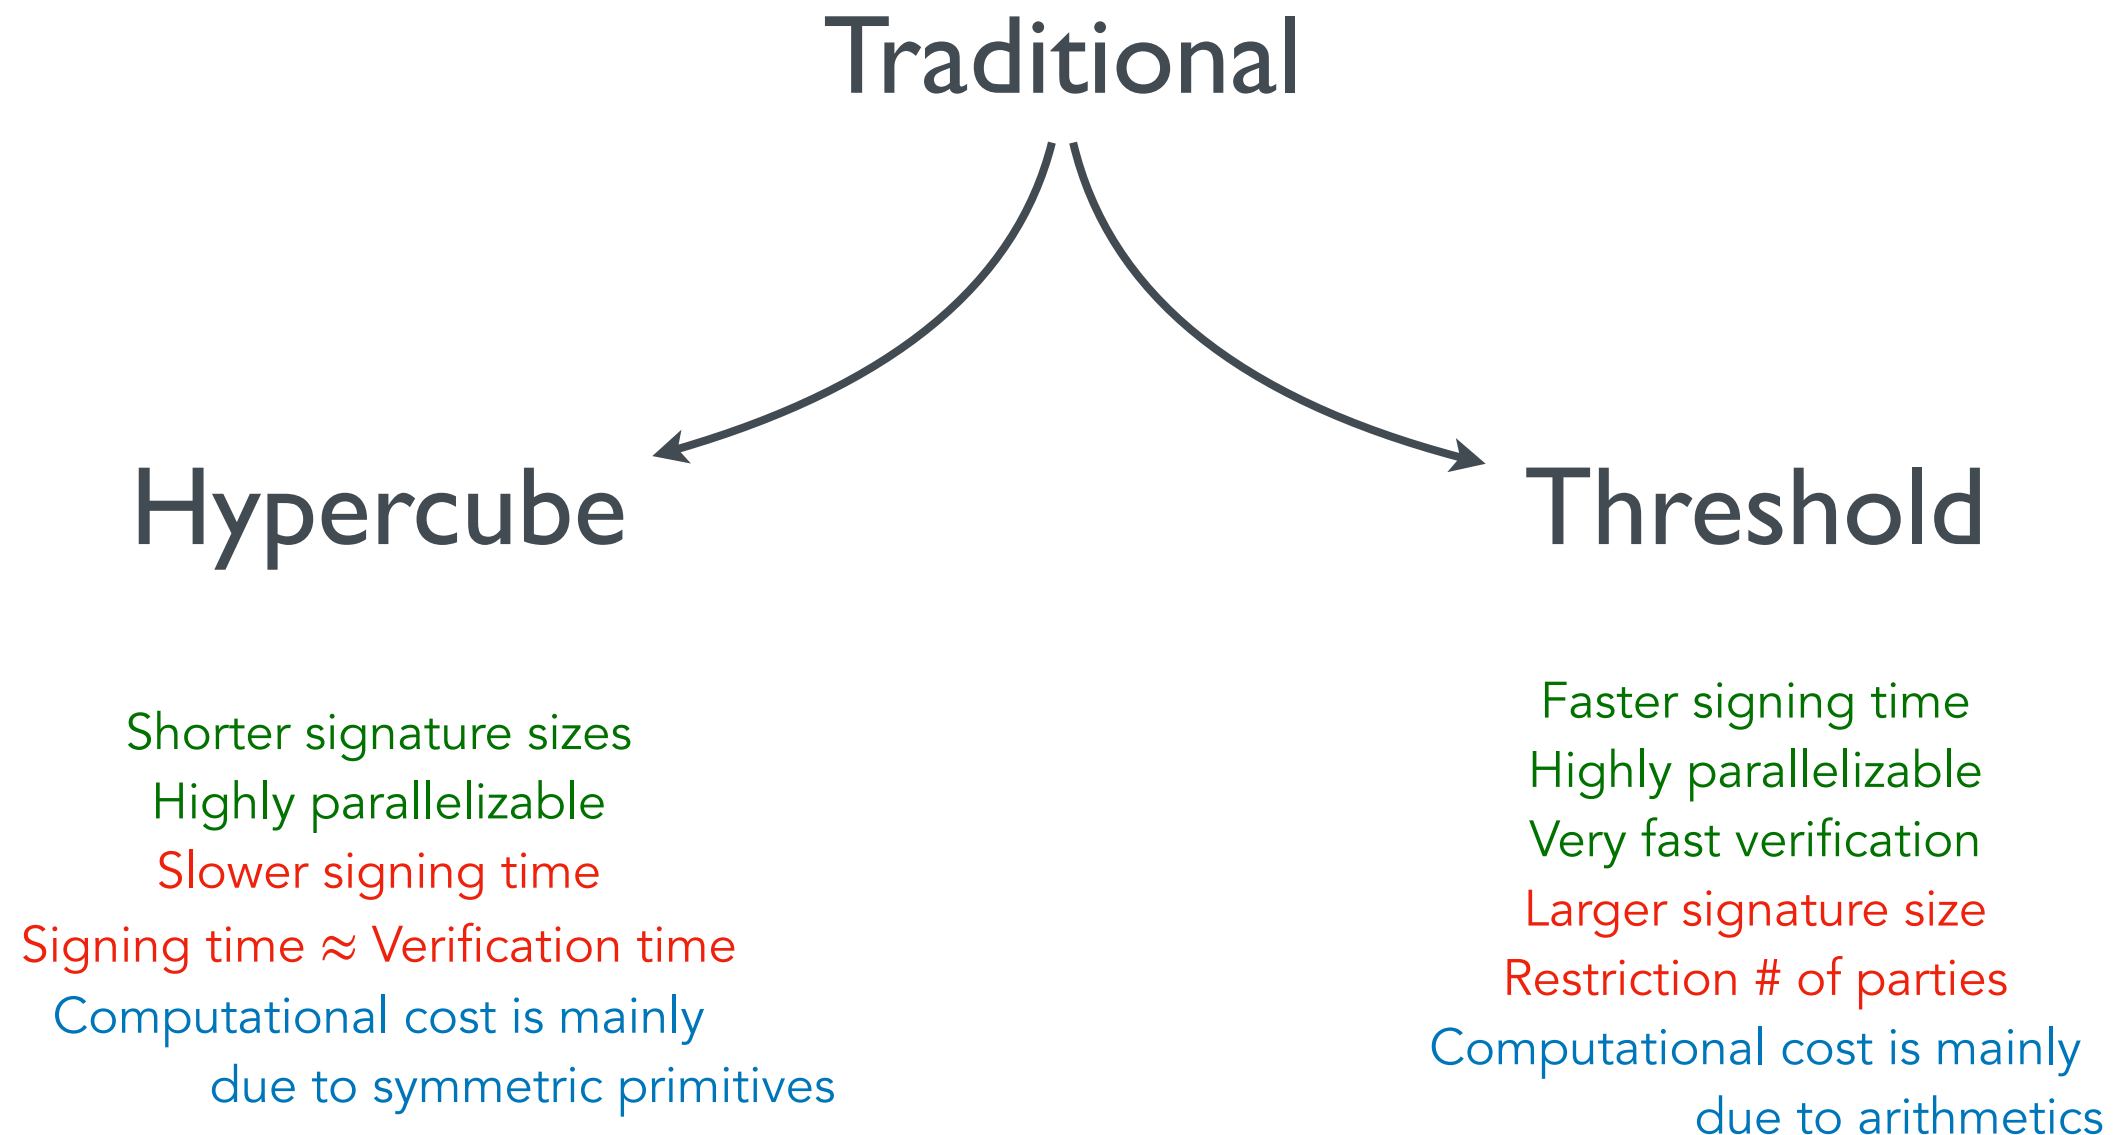 Traditional
Hypercube
Shorter signature sizes
Highly parallelizable
Slower signing time
Signing time ≈ Verification time
Computational cost is mainly
due to symmetric primitives
Threshold
Faster signing time
Highly parallelizable
Very fast verification
Larger signature size
Restriction # of parties
Computational cost is mainly
due to arithmetics